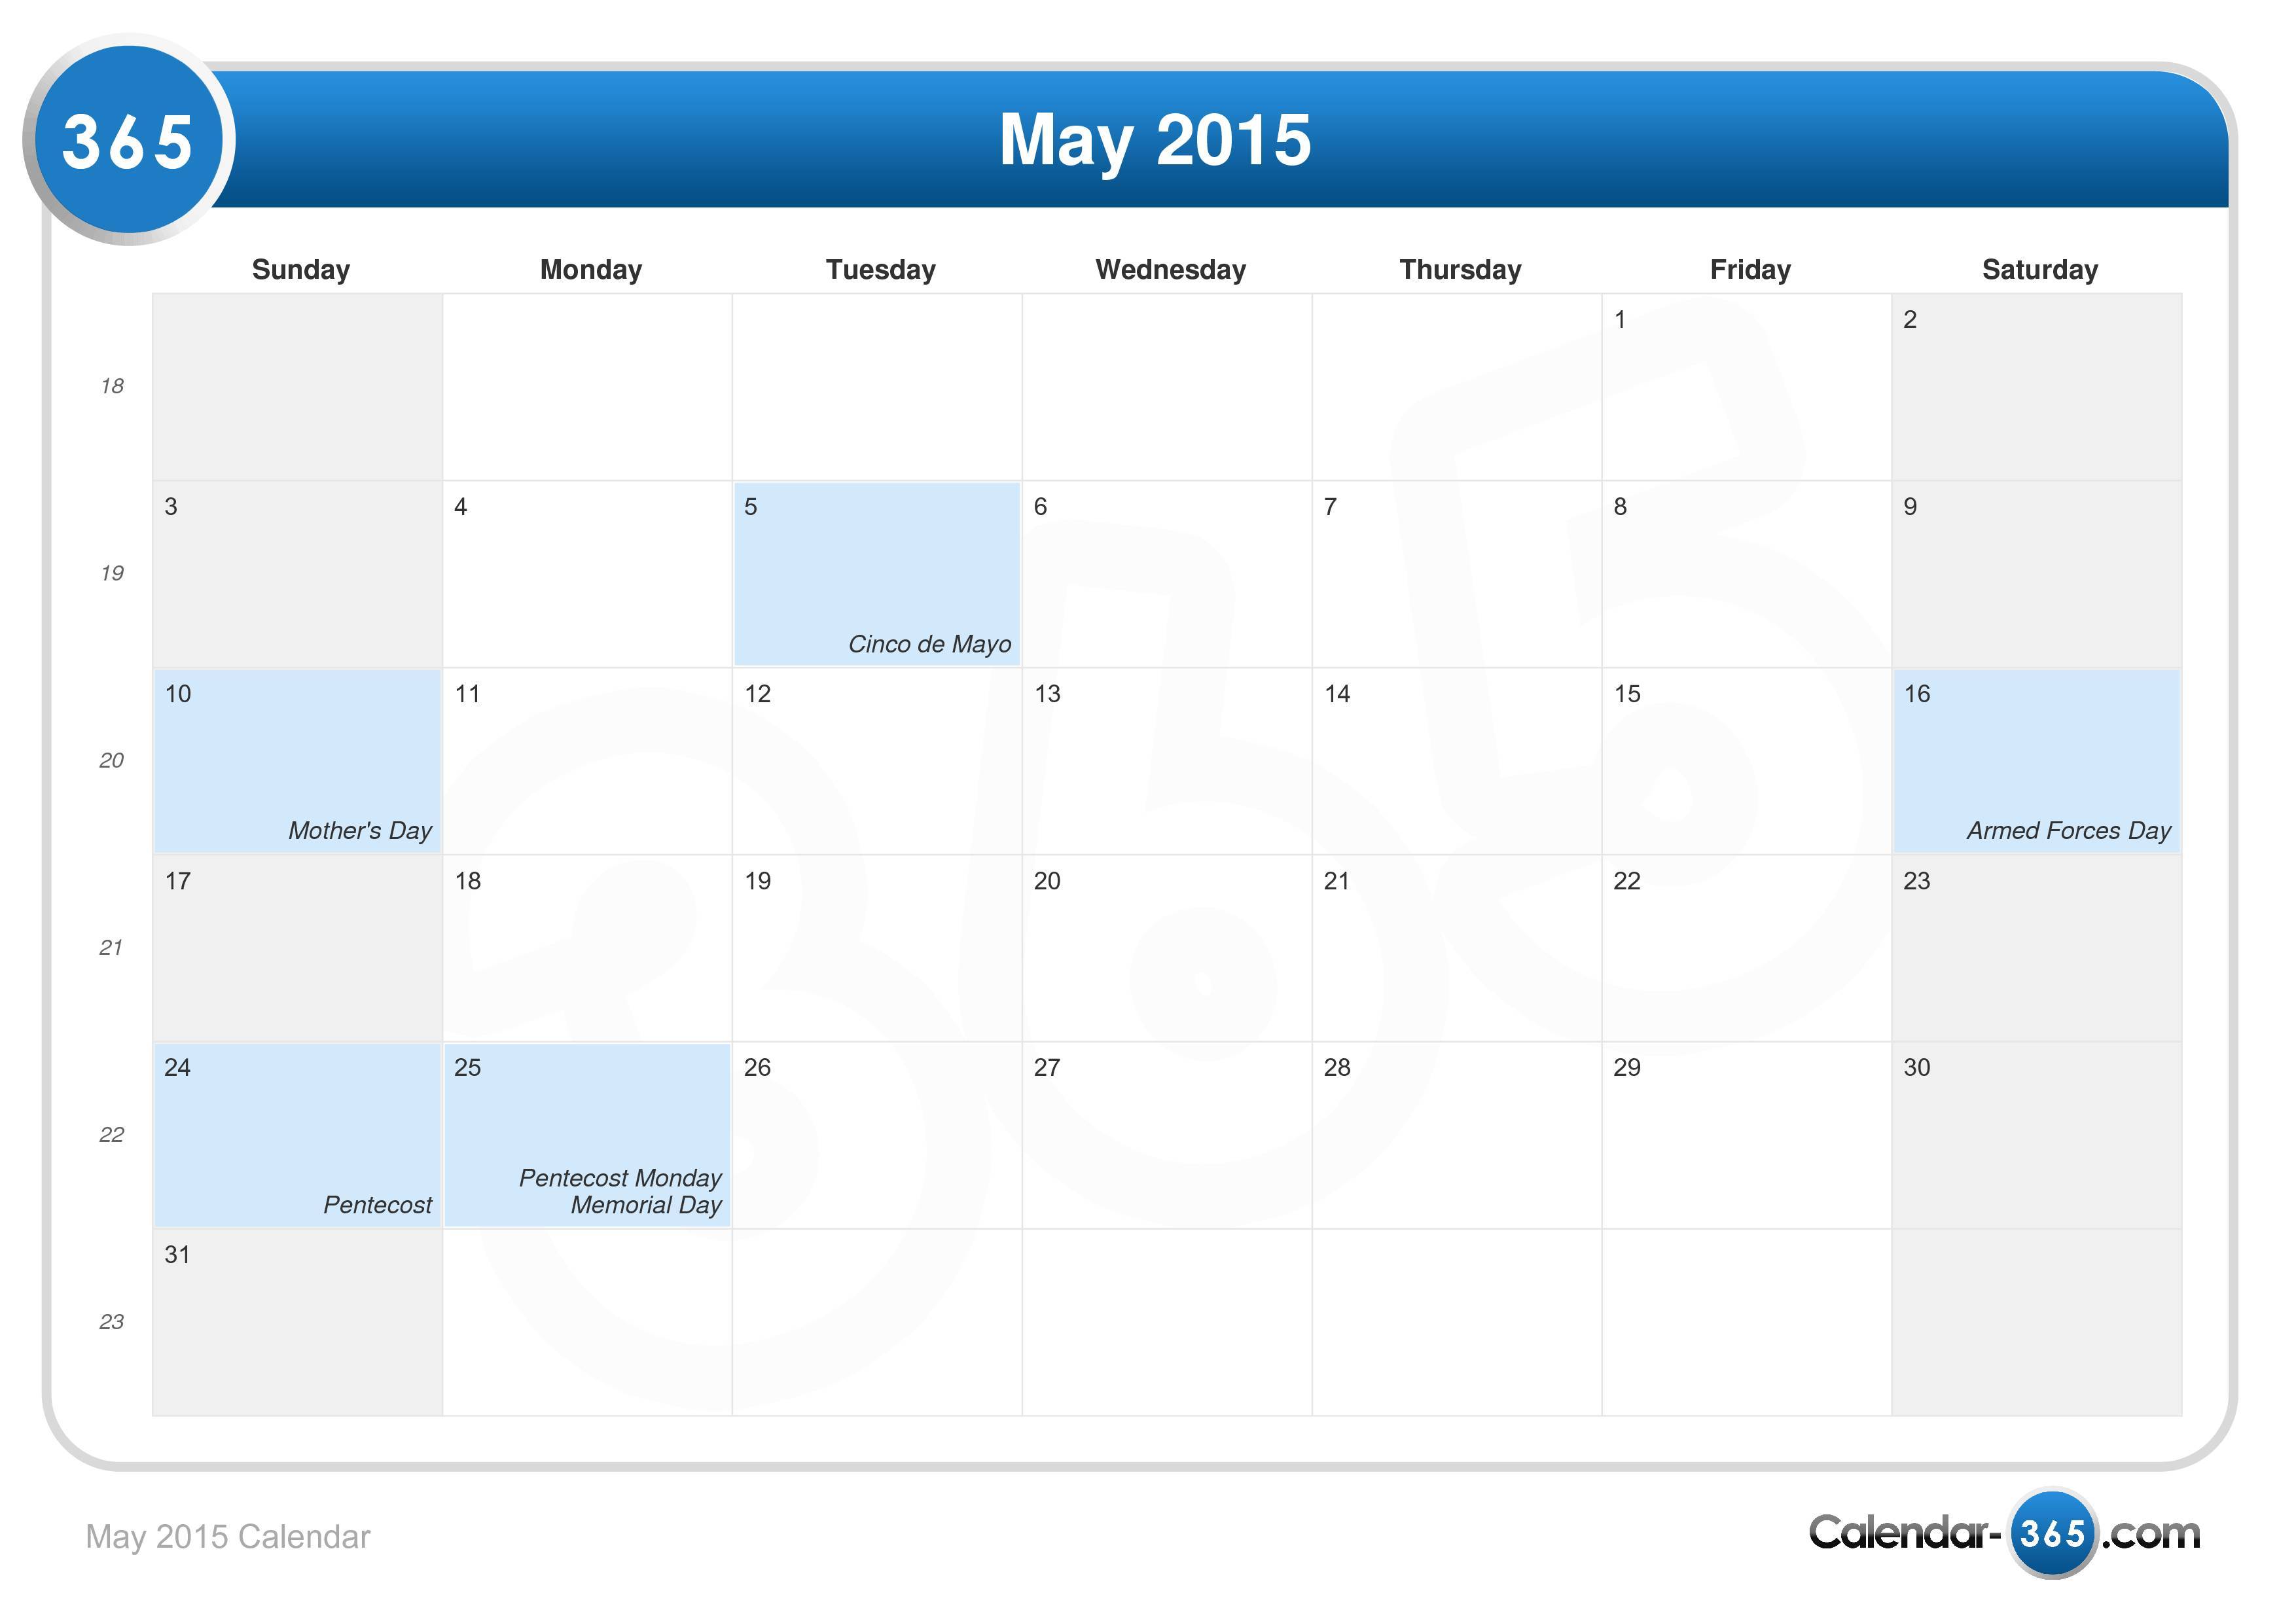 365
May 2015
Sunday Monday Tuesday Wednesday Thursday Friday Saturday
1 2
18
3 4 5 6 7 8 9
19
Cinco de Mayo
10 11 12 13 14 15 16
20
Mother's Day Armed Forces Day
17 18 19 20 21 22 23
21
24 25 26 27 28 29 30
22
Pentecost Monday
Pentecost Memorial Day
31
23
May 2015 Calendar
Calendar-365.com